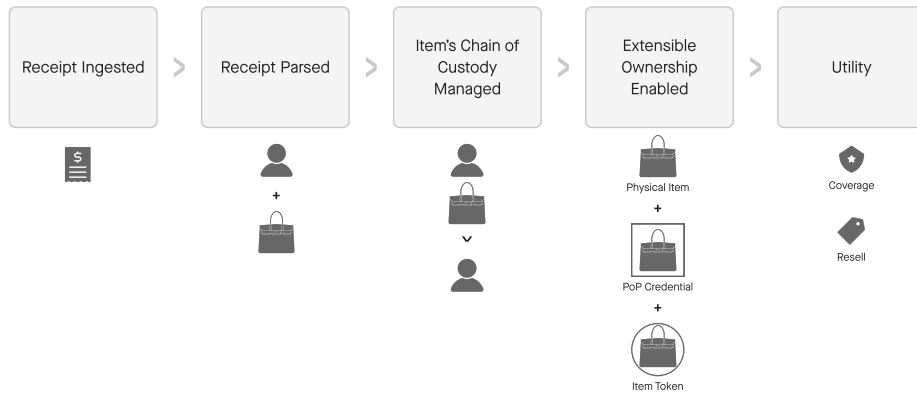 Receipt Ingested
Receipt Parsed
Item's Chain of
Custody
Managed
Extensible
Ownership
Enabled
Utility
$
+
Physical Item
+
PoP Credential
+
Item Token
Coverage
Resell